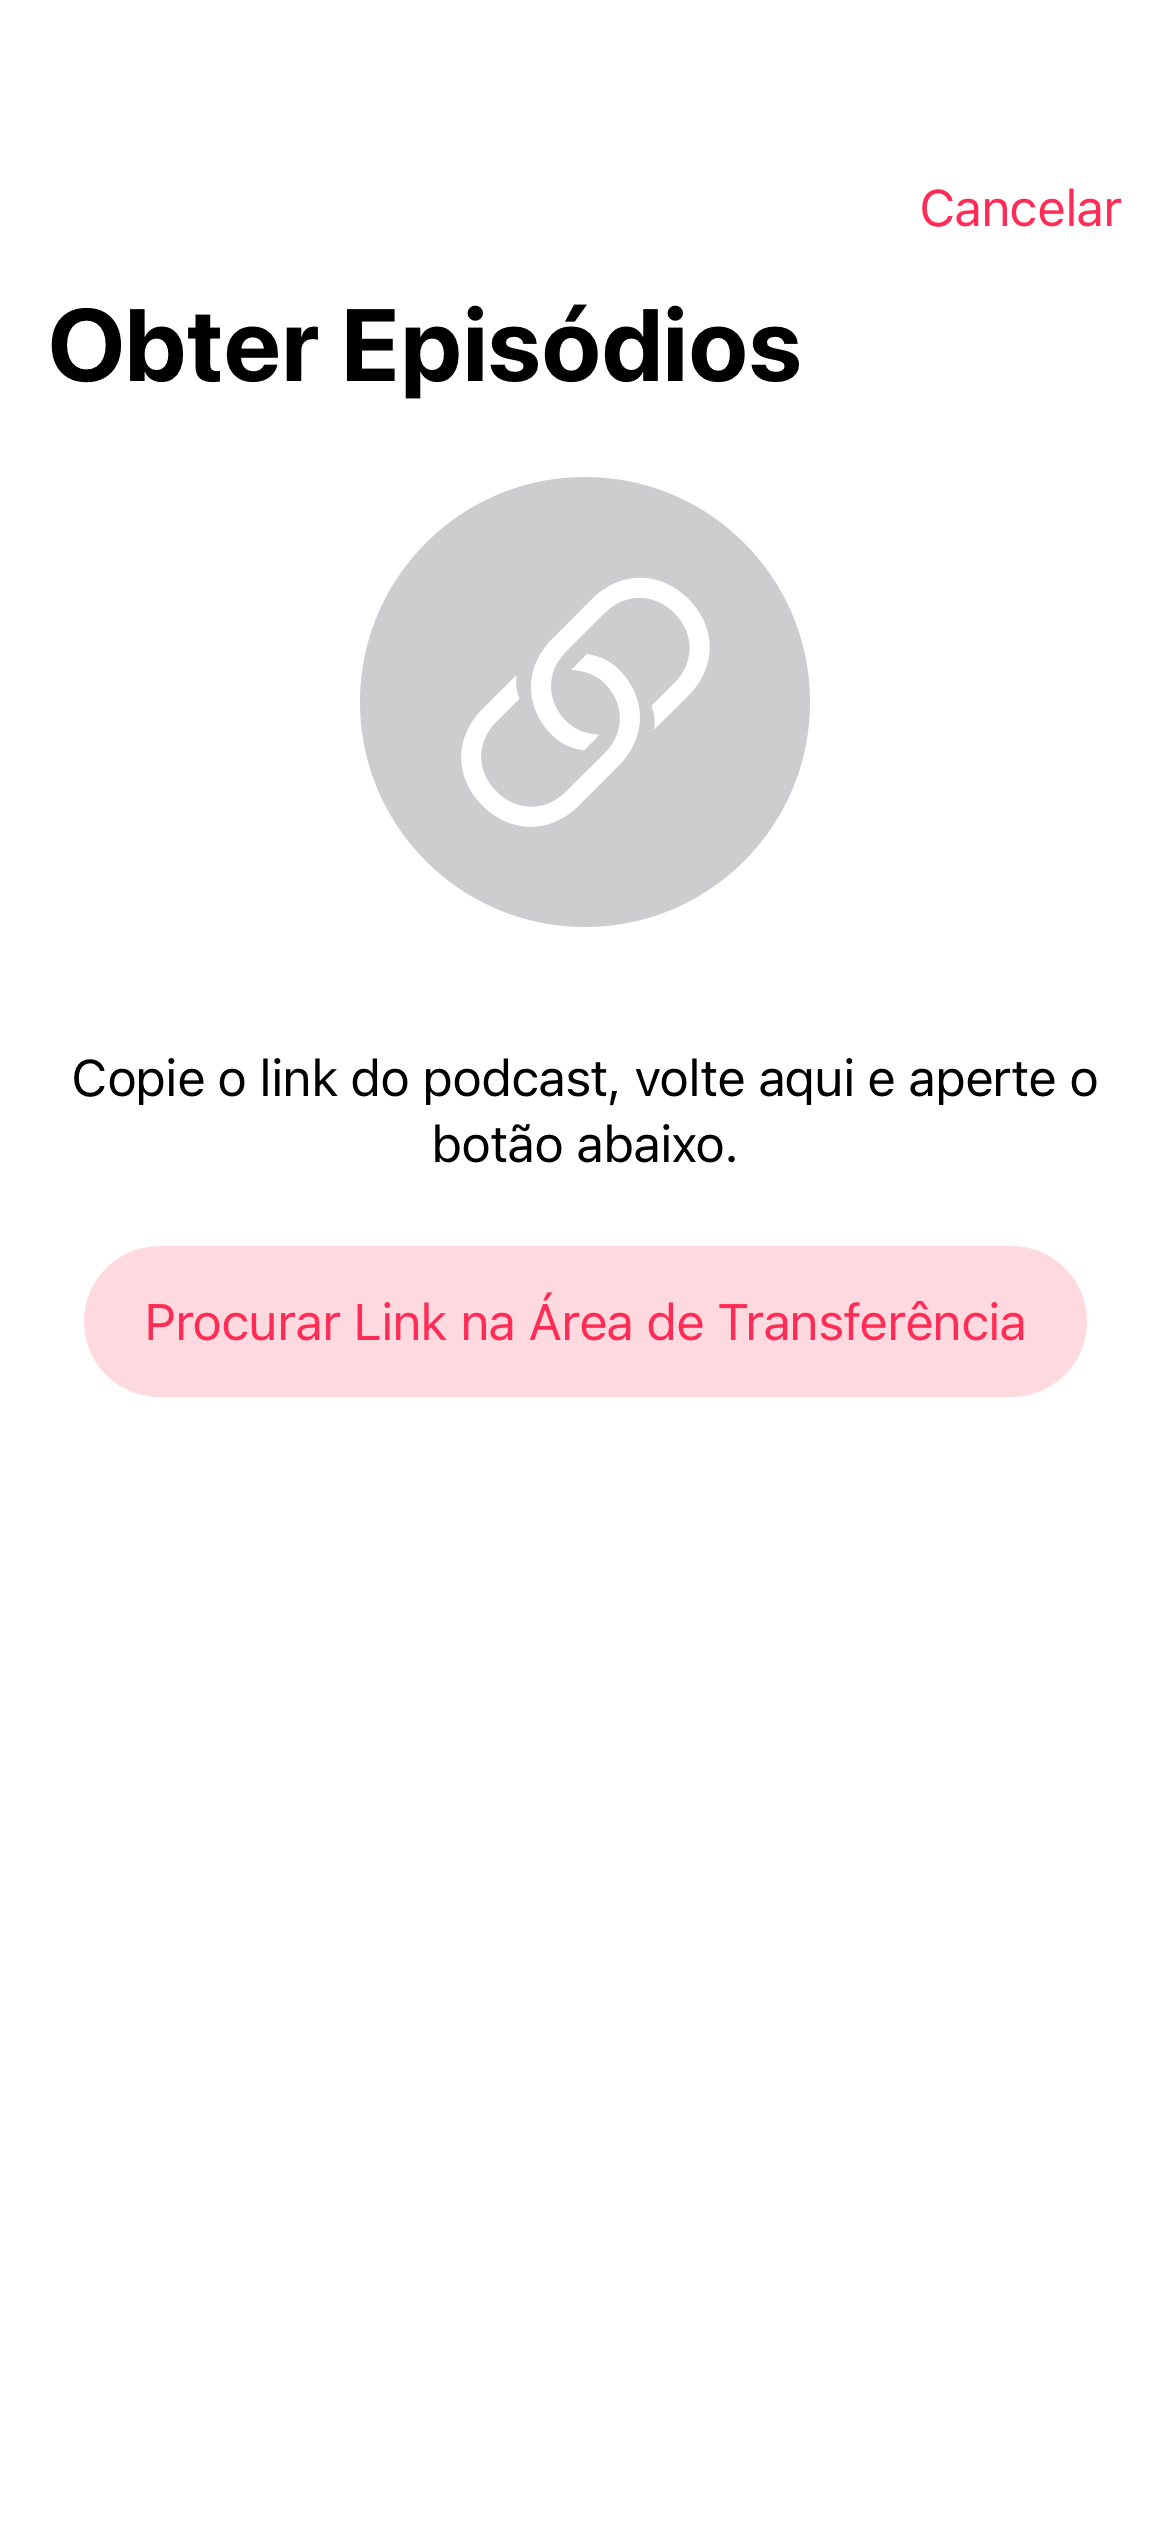 Cancelar
Obter Episódios
Copie o link do podcast, volte aqui e aperte o
botão abaixo.
Procurar Link na Área de Transferência